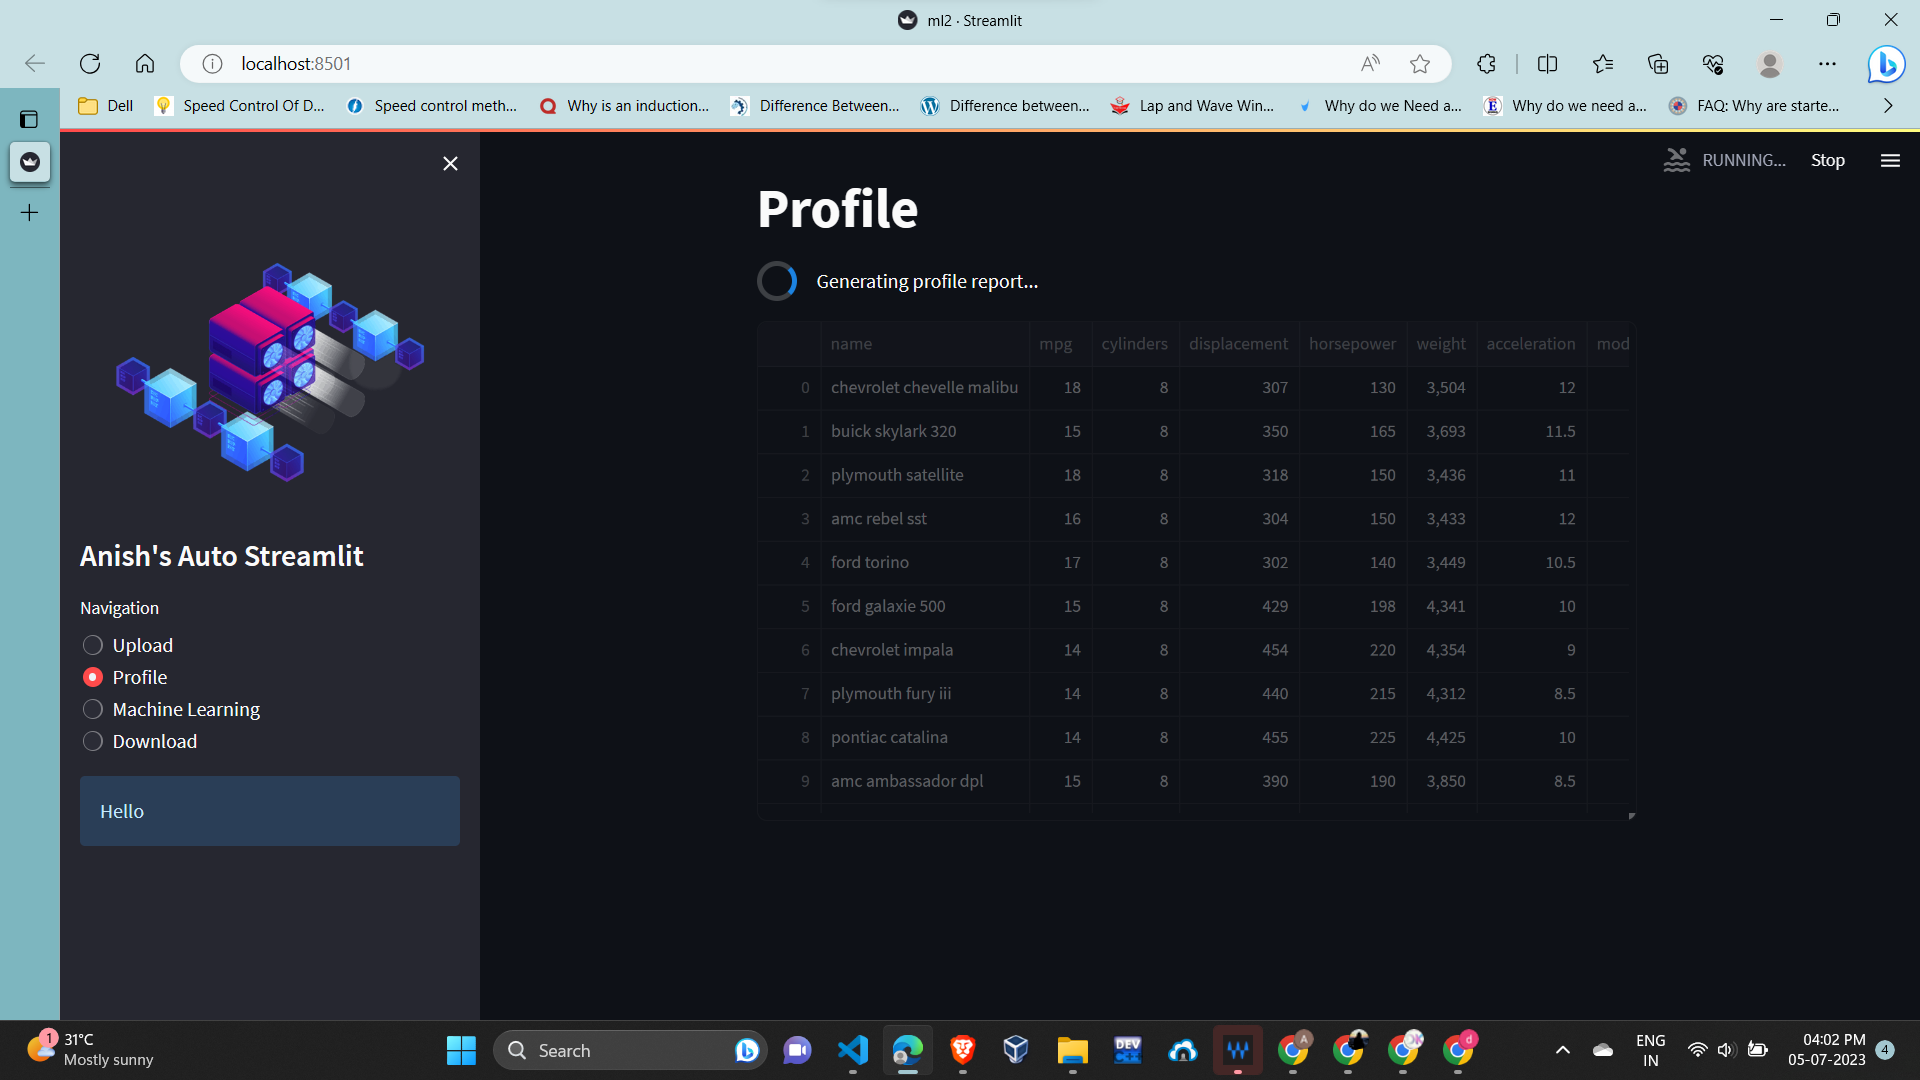 ml2 · Streamlit
localhost:8501
Dell
Speed Control Of D...
Speed control meth...
Why is an induction...
Difference Between...
Difference between...
Lap and Wave Win...
Why do we Need a...
Why do we need a...
FAQ: Why are starte...
RUNNING...
Stop
Profile
Generating profile report...
name mpg cylinders displacement horsepower weight acceleration mod
0 chevrolet chevelle malibu 18 8 307 130 3,504 12
1 buick skylark 320 15 8 350 165 3,693 11.5
2 plymouth satellite 18 8 318 150 3,436 11
3 amc rebel sst 16 8 304 150 3,433 12
4 ford torino 17 8 302 140 3,449 10.5
5 ford galaxie 500 15 8 429 198 4,341 10
6 chevrolet impala 14 8 454 220 4,354 9
7 plymouth fury iii 14 8 440 215 4,312 8.5
8 pontiac catalina 14 8 455 225 4,425 10
9 amc ambassador dpl 15 8 390 190 3,850 8.5
Anish's Auto Streamlit
Navigation
Upload
Profile
Machine Learning
Download
Hello
1
31°C
Mostly sunny
Search
DEV
C++
A
d
ENG
IN
04:02 PM
05-07-2023
4